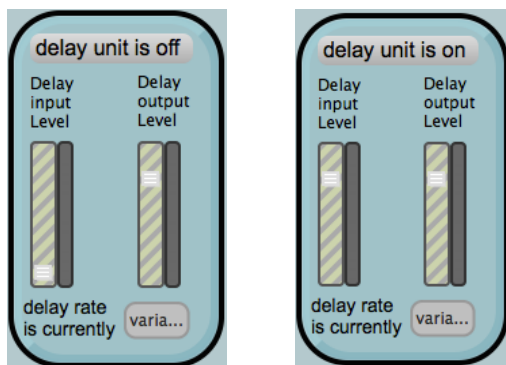 delay unit is off
Delay
input
Level
Delay
output
Level
delay rate
is currently
varia...
delay unit is on
Delay
input
Level
Delay
output
Level
delay rate
is currently
varia...